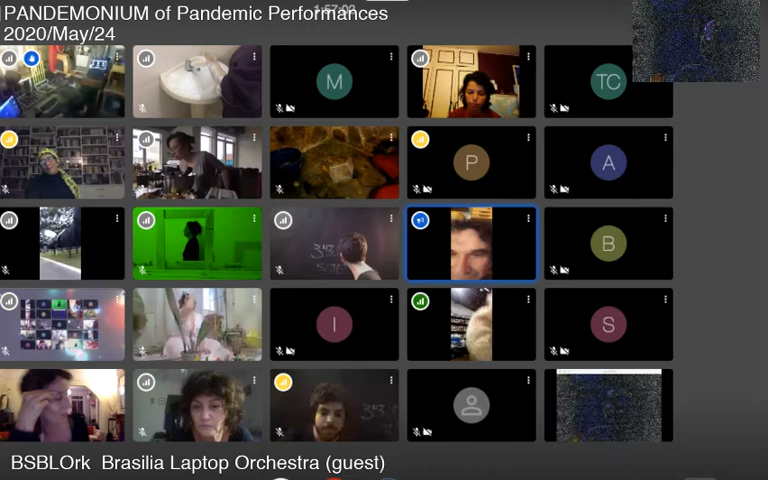 PANDEMONIUM of Pandemic Performances
2020/May/24
M
TC
P
A
B
I
S
BSBLOrk Brasilia Laptop Orchestra (guest)